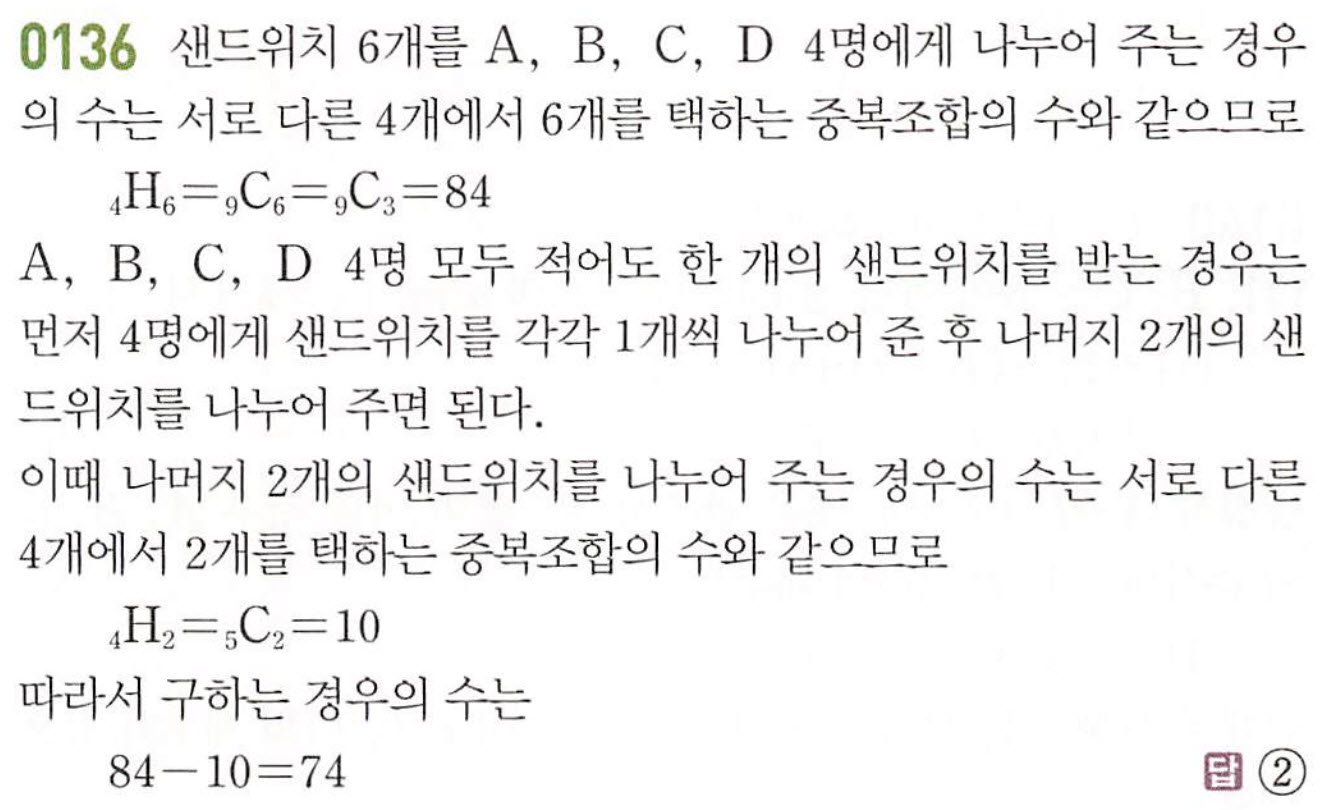 0136 샌드위치 6개를 A, B, C, D 4명에게 나누어 주는 경우
의 수는 서로 다른 4개에서 6개를 택하는 중복조합의 수와 같으므로
₄H₆=₉C₆=₉C₃=84
A, B, C, D 4명 모두 적어도 한 개의 샌드위치를 받는 경우는
먼저 4명에게 샌드위치를 각각 1개씩 나누어 준 후 나머지 2개의 샌
드위치를 나누어 주면 된다.
이때 나머지 2개의 샌드위치를 나누어 주는 경우의 수는 서로 다른
4개에서 2개를 택하는 중복조합의 수와 같으므로
₄H₂=₅C₂=10
따라서 구하는 경우의 수는
84-10=74 답 ②